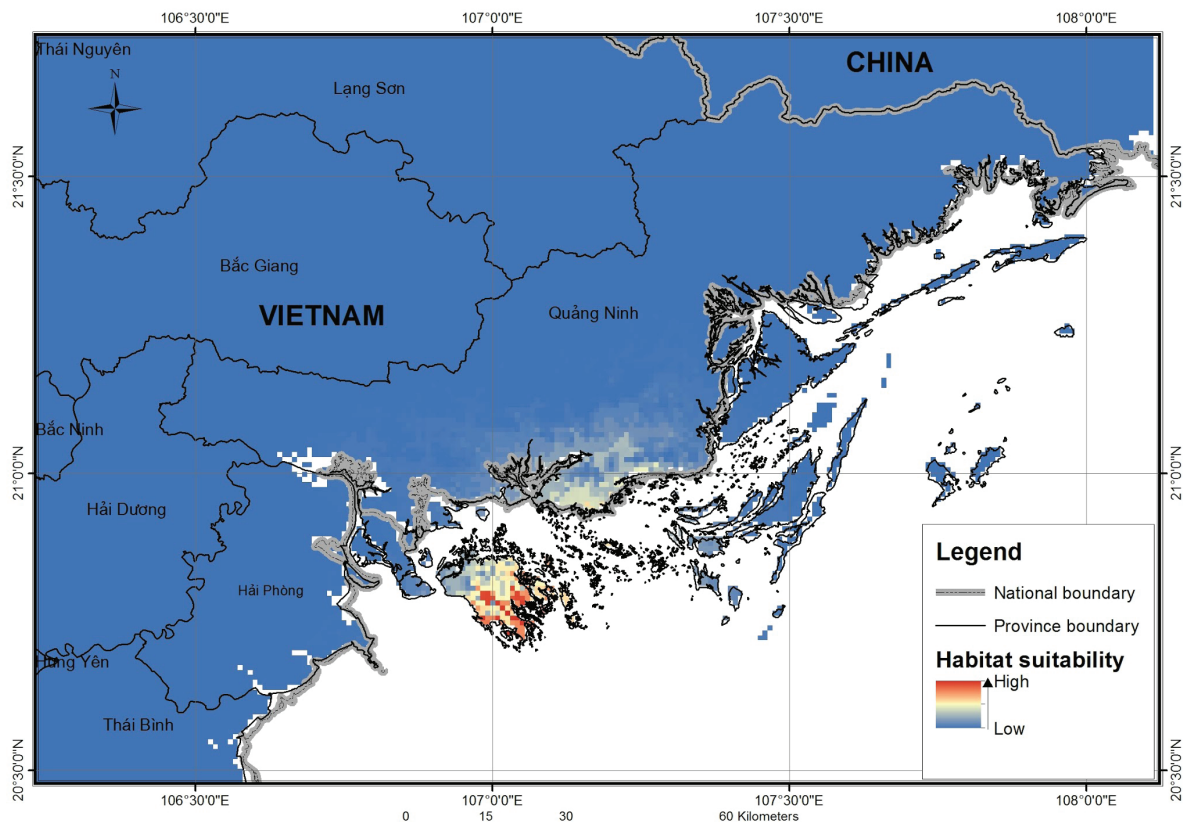 106°30'0"E 107°0'0"E 107°30'0"E 108°0'0"E
Thái Nguyên
N
CHINA
Lạng Sơn
21°30'0"N 21°30'0"N
Bắc Giang
VIETNAM
Quảng Ninh
Bắc Ninh
21°0'0"N 21°0'0"N
Hải Dương
Hải Phòng
Hưng Yên
Thái Bình
Legend
National boundary
Province boundary
Habitat suitability
High
Low
20°30'0"N 20°30'0"N
106°30'0"E 107°0'0"E 107°30'0"E 108°0'0"E
0 15 30 60 Kilometers